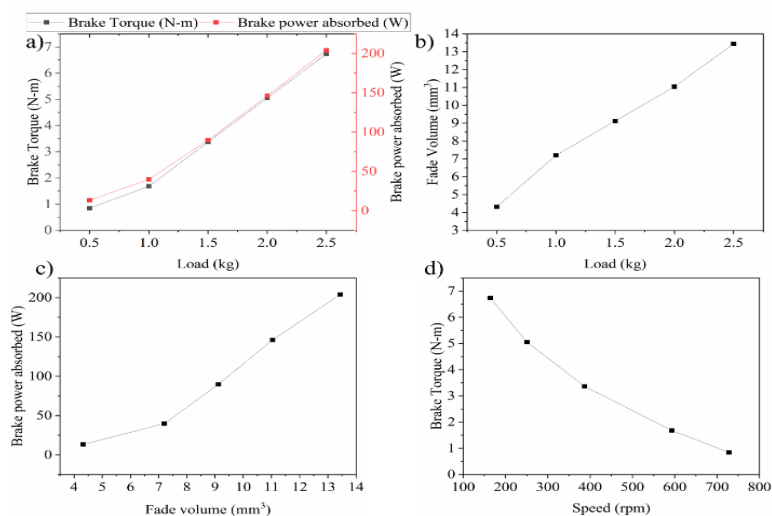 Brake Torque (N-m) Brake power absorbed (W)
a)
7
6
5
4
3
2
1
0
Brake Torque (N-m)
200
150
100
50
0
Brake power absorbed (W)
0.5 1.0 1.5 2.0 2.5
Load (kg)
b)
14
13
12
11
10
9
8
7
6
5
4
3
Fade Volume (mm³)
0.5 1.0 1.5 2.0 2.5
Load (kg)
c)
200
150
100
50
0
Brake power absorbed (W)
4 5 6 7 8 9 10 11 12 13 14
Fade volume (mm³)
d)
7
6
5
4
3
2
1
0
Brake Torque (N-m)
100 200 300 400 500 600 700 800
Speed (rpm)